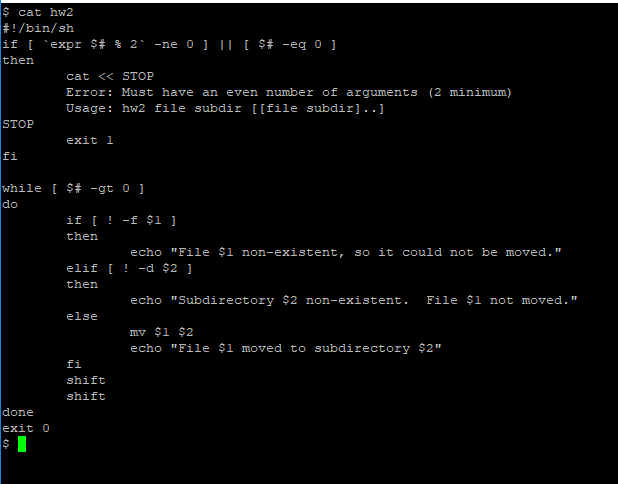 $ cat hw2
#!/bin/sh
if [ `expr $# % 2` -ne 0 ] || [ $# -eq 0 ]
then
        cat << STOP
        Error: Must have an even number of arguments (2 minimum)
        Usage: hw2 file subdir [[file subdir]..]
STOP
        exit 1
fi

while [ $# -gt 0 ]
do
        if [ ! -f $1 ]
        then
                echo "File $1 non-existent, so it could not be moved."
        elif [ ! -d $2 ]
        then
                echo "Subdirectory $2 non-existent.  File $1 not moved."
        else
                mv $1 $2
                echo "File $1 moved to subdirectory $2"
        fi
        shift
        shift
done
exit 0
$